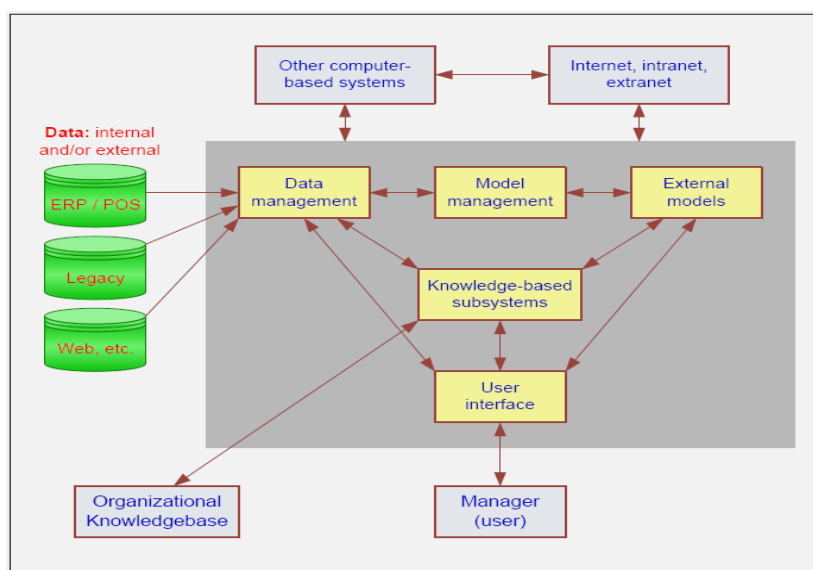 Other computer-
based systems
Internet, intranet,
extranet
Data: internal
and/or external
ERP / POS
Legacy
Web, etc.
Data
management
Model
management
External
models
Knowledge-based
subsystems
User
interface
Organizational
Knowledgebase
Manager
(user)